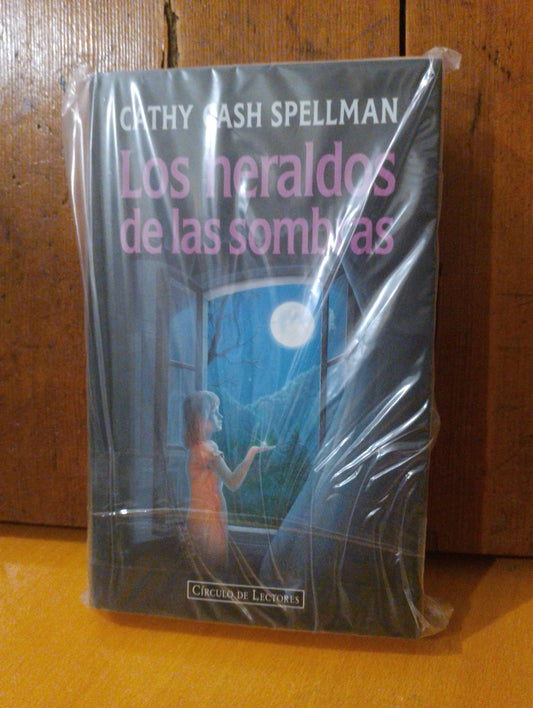 CATHY CASH SPELLMAN
Los heraldos
de las sombras
CÍRCULO DE LECTORES